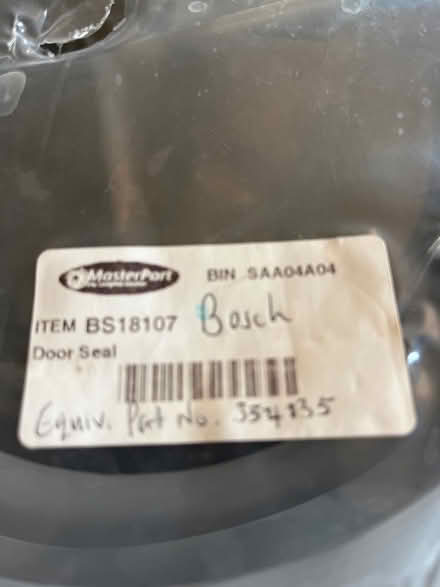 MasterPart
BIN SAA04A04
ITEM BS18107 Bosch
Door Seal
Equiv. Part No. 354135